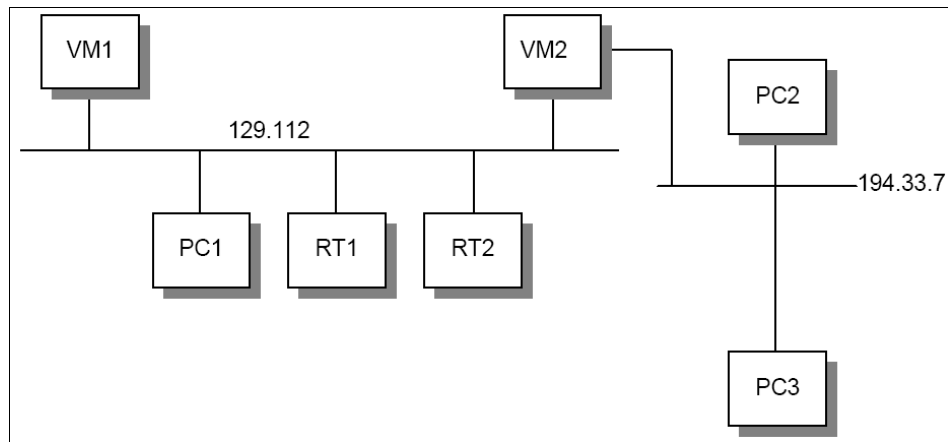 VM1
VM2
PC2
129.112
194.33.7
PC1
RT1
RT2
PC3